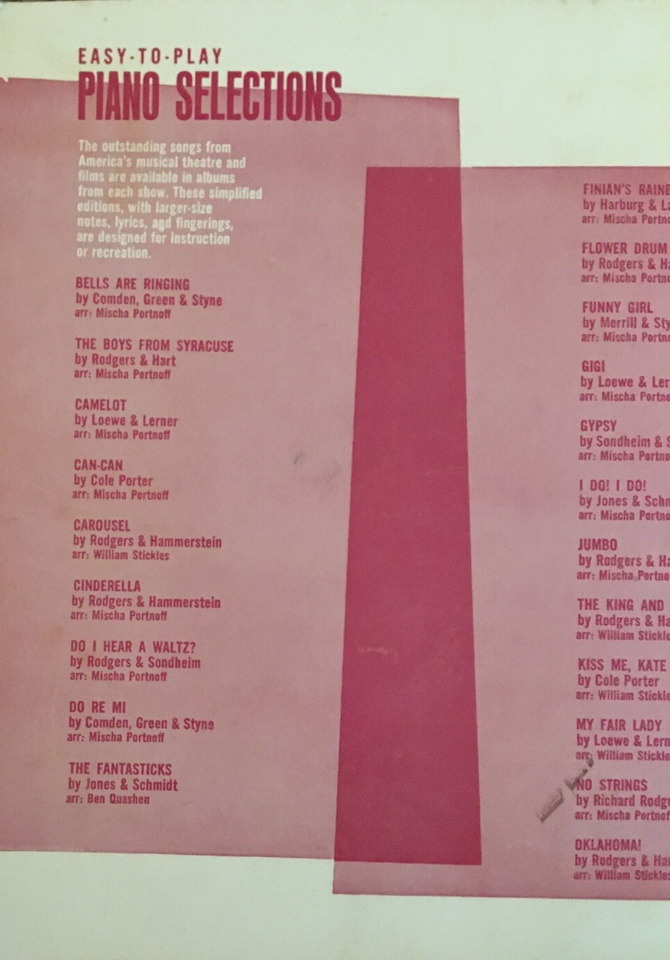 EASY-TO-PLAY
PIANO SELECTIONS
The outstanding songs from
America's musical theatre and
films are available in albums
from each show. These simplified
editions, with larger-size
notes, lyrics, and fingerings,
are designed for instruction
or recreation.
BELLS ARE RINGING
by Comden, Green & Styne
arr: Mischa Portnoff
THE BOYS FROM SYRACUSE
by Rodgers & Hart
arr: Mischa Portnoff
CAMELOT
by Loewe & Lerner
arr: Mischa Portnoff
CAN-CAN
by Cole Porter
arr: Mischa Portnoff
CAROUSEL
by Rodgers & Hammerstein
arr: William Stickles
CINDERELLA
by Rodgers & Hammerstein
arr: Mischa Portnoff
DO I HEAR A WALTZ?
by Rodgers & Sondheim
arr: Mischa Portnoff
DO RE MI
by Comden, Green & Styne
arr: Mischa Portnoff
THE FANTASTICKS
by Jones & Schmidt
arr: Ben Quashen
FINIAN'S
by Harburg &
arr: Mischa
FLOWER DRUM
by Rodgers &
arr: Mischa
FUNNY GIRL
by Merrill &
arr: Mischa
GIGI
by Loewe &
arr: Mischa
GYPSY
by Sondheim &
arr: Mischa
I DO! I DO!
by Jones &
arr: Mischa
JUMBO
by Rodgers &
arr: Mischa
THE KING AND
by Rodgers &
arr: William
KISS ME, KATE
by Cole Porter
arr: William
MY FAIR LADY
by Loewe &
arr: William
NO STRINGS
by Richard
arr: Mischa
OKLAHOMA!
by Rodgers &
arr: William